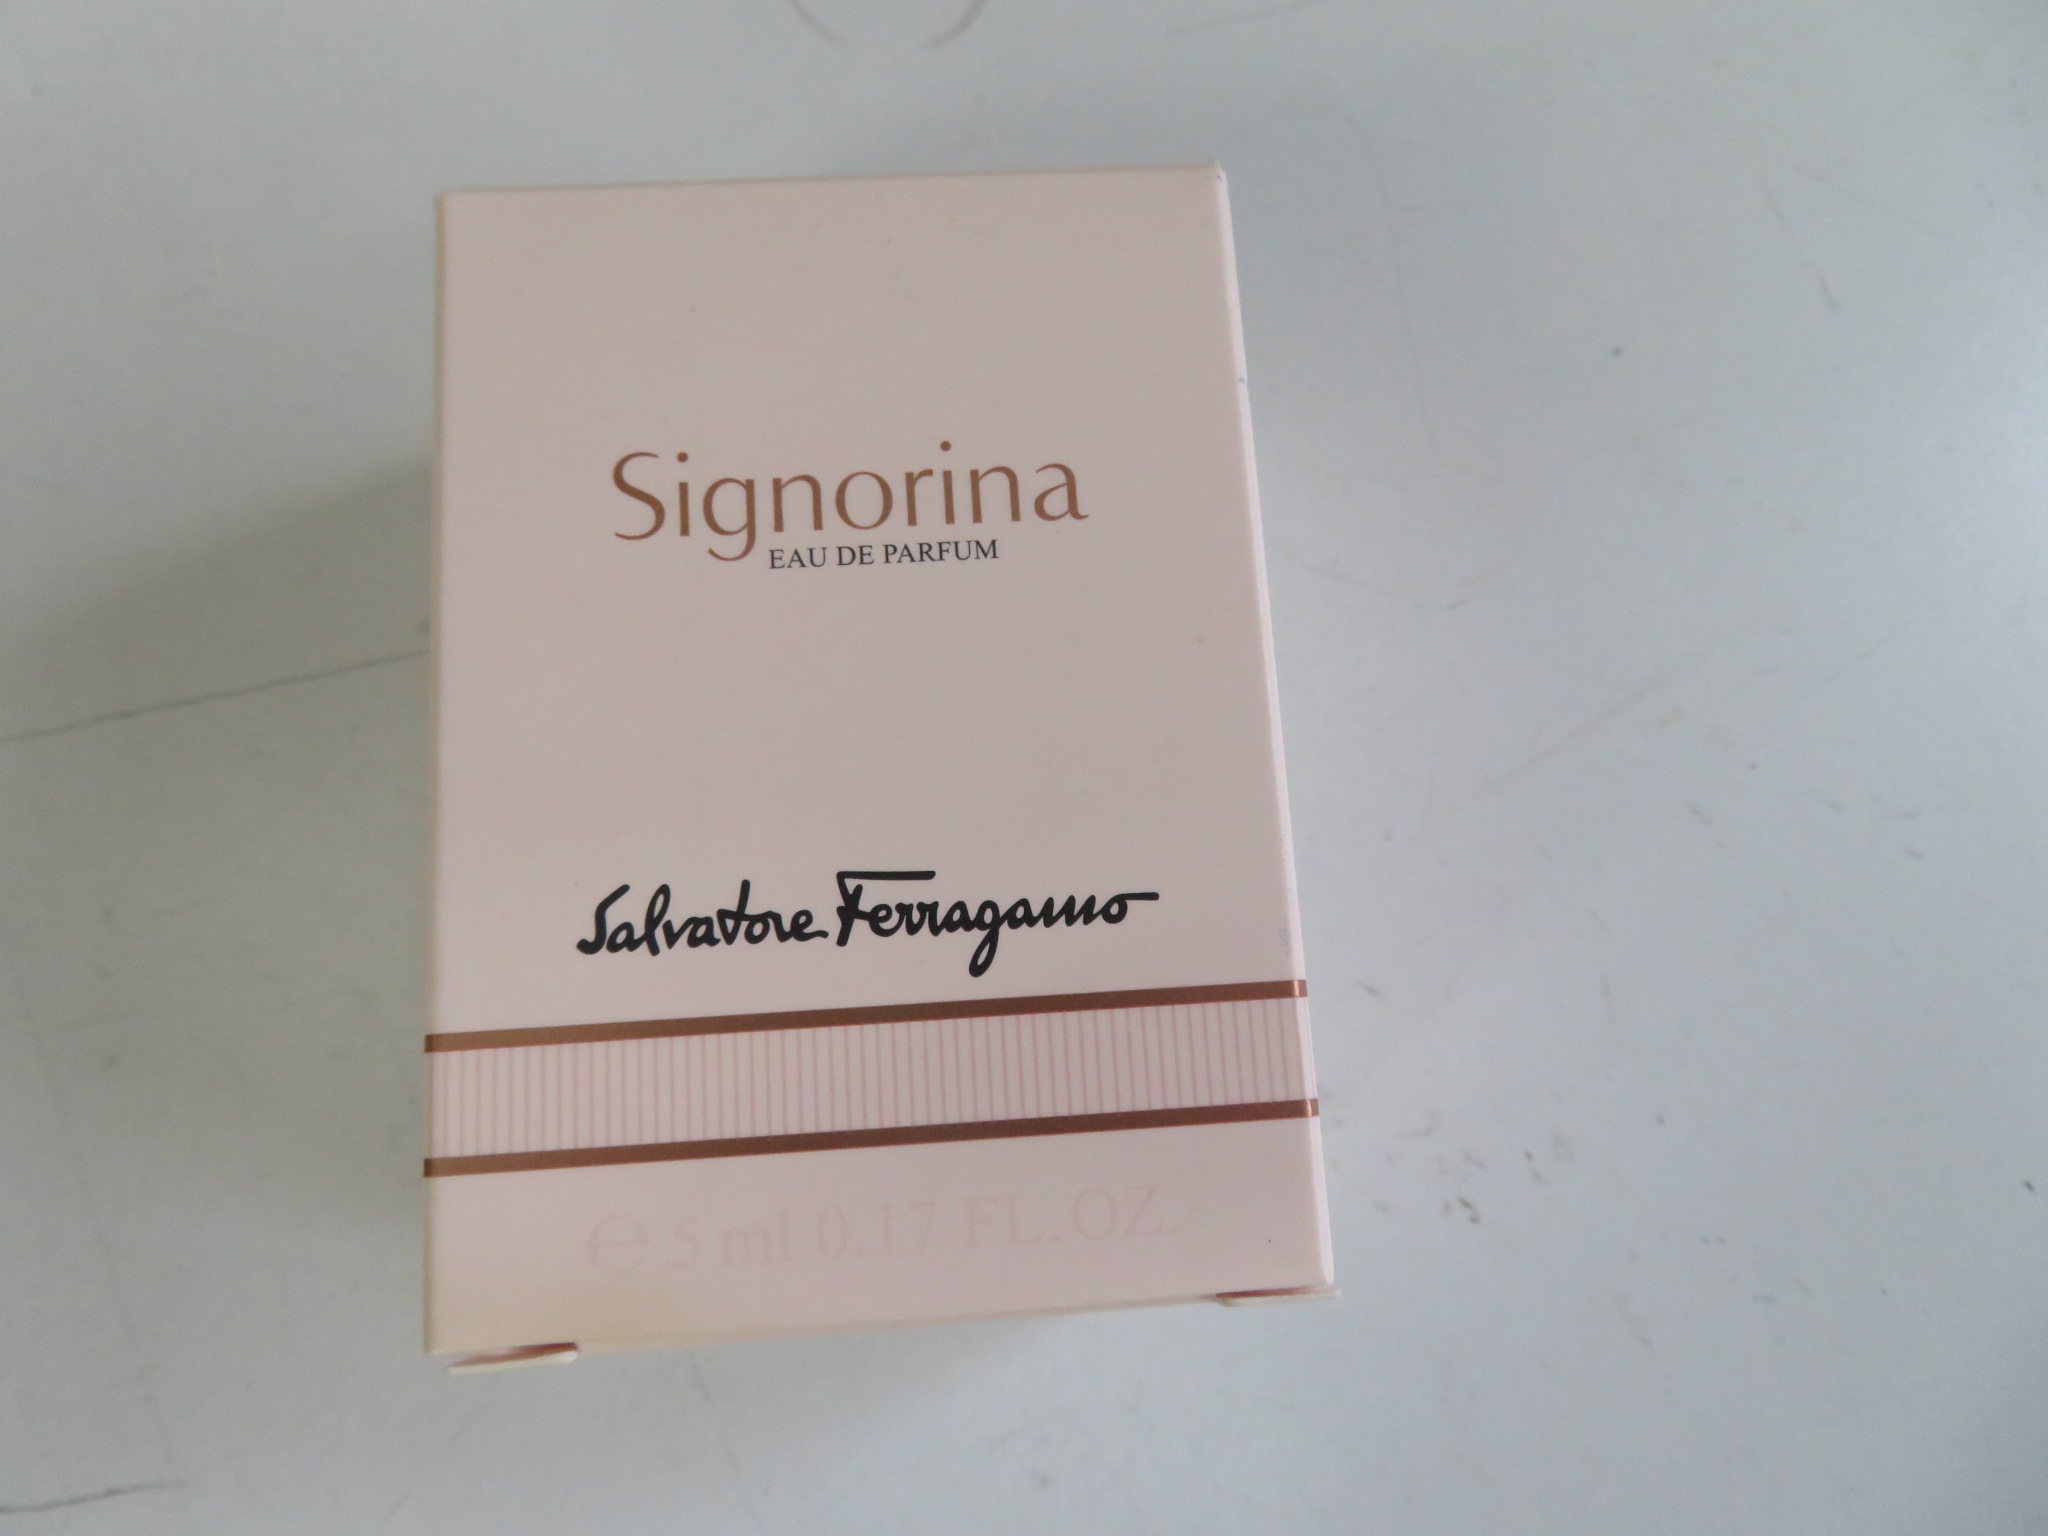 Signorina
EAU DE PARFUM
Salvatore Ferragamo
℮ 5 ml 0.17 FL.OZ.